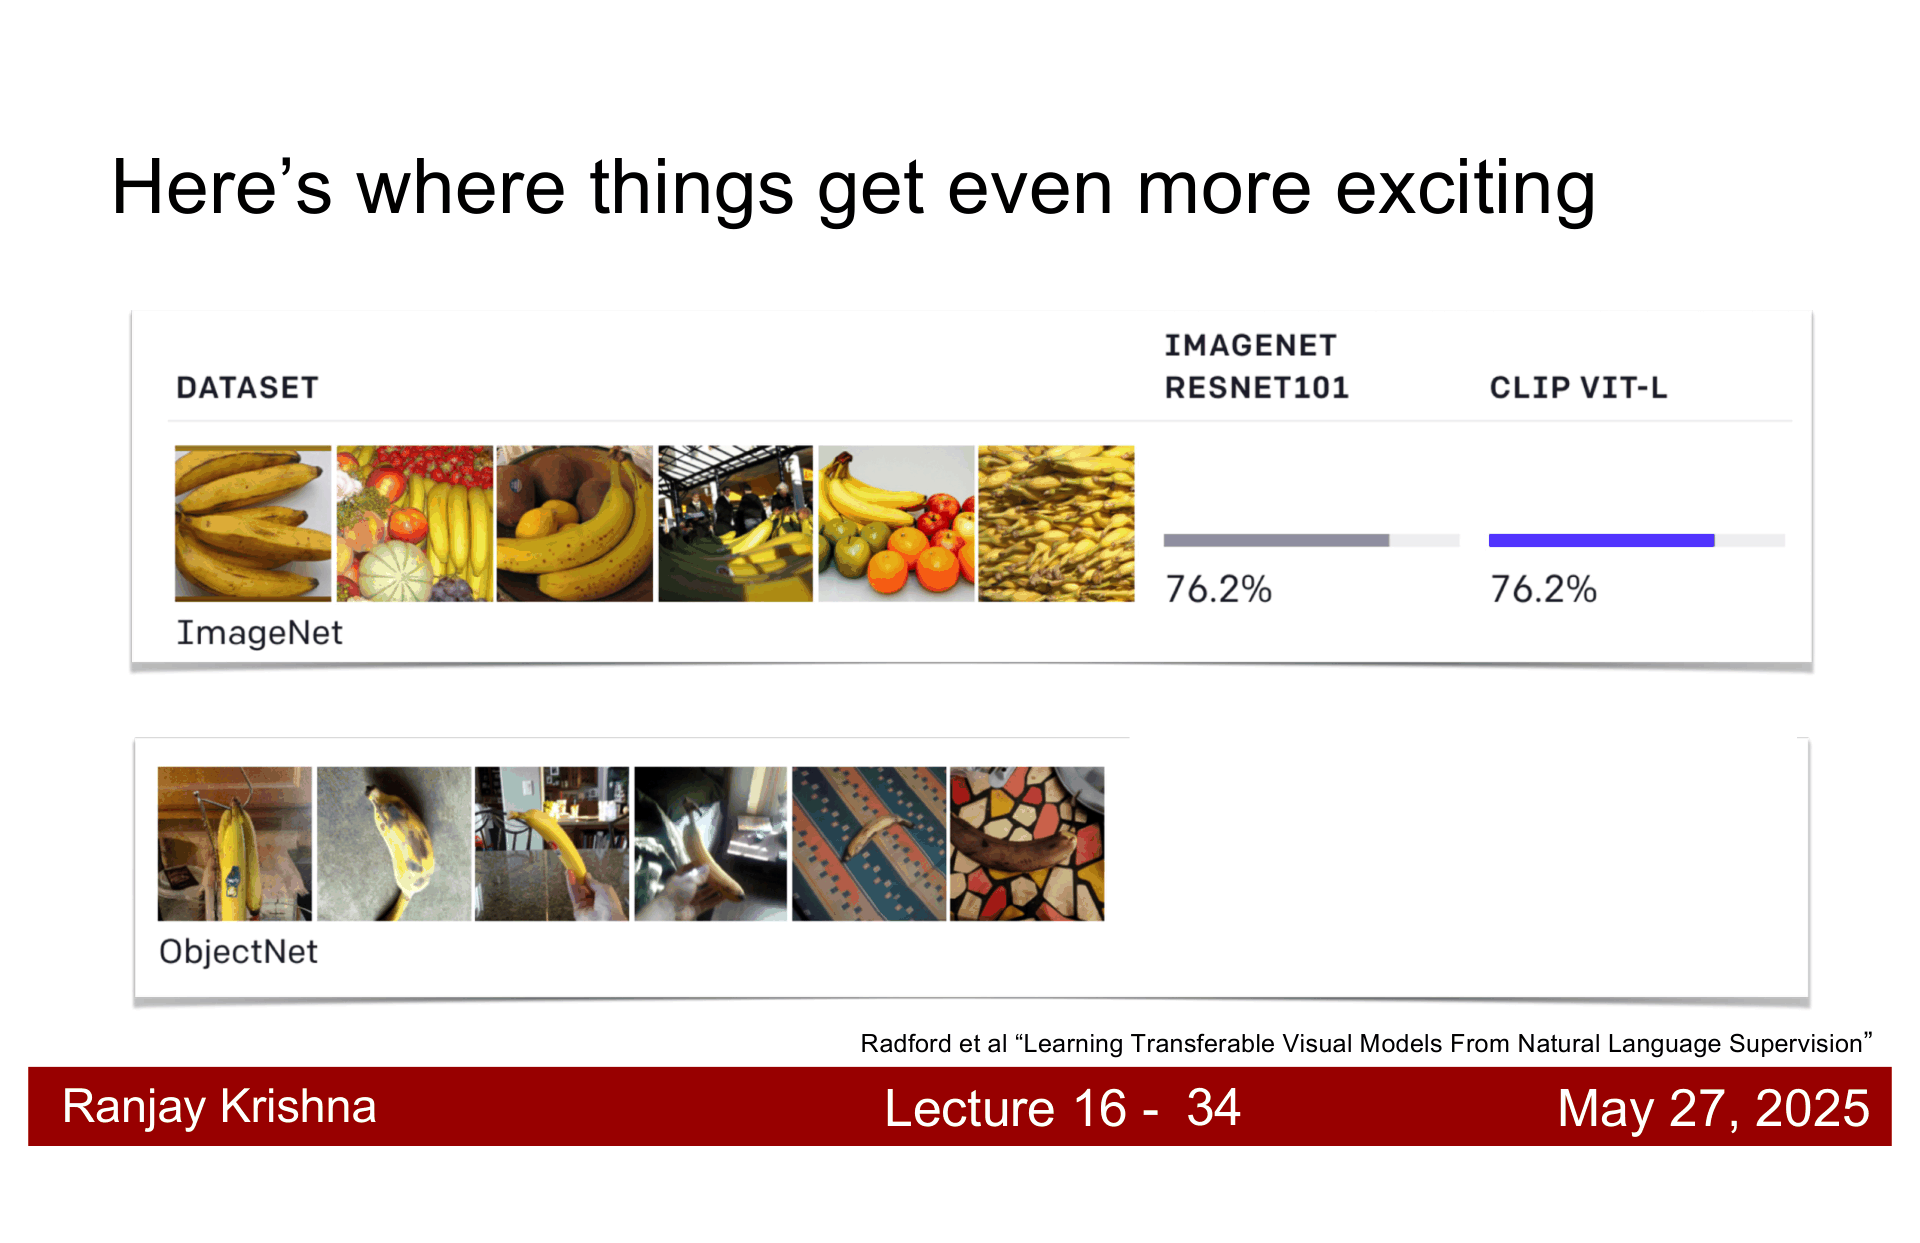 Here’s where things get even more exciting
DATASET
IMAGENET
RESNET101
CLIP VIT-L
76.2%
76.2%
ImageNet
ObjectNet
Radford et al “Learning Transferable Visual Models From Natural Language Supervision”
Ranjay Krishna
Lecture 16 - 34
May 27, 2025